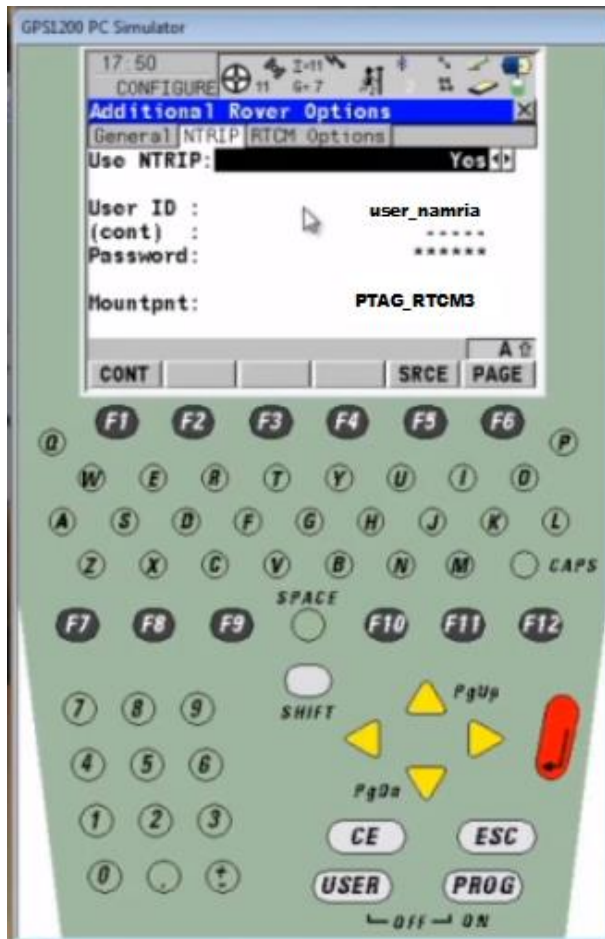 GPS1200 PC Simulator
17:50
CONFIGURE
11
I=11
G= 7
Additional Rover Options
General NTRIP RTCM Options
Use NTRIP: Yes
User ID : user_namria
(cont) : -----
Password: ******
Mountpnt: PTAG_RTCM3
A
CONT SRCE PAGE
F1 F2 F3 F4 F5 F6
Q P
W E R T Y U I O
A S D F G H J K L
Z X C V B N M CAPS
SPACE
F7 F8 F9 F10 F11 F12
SHIFT
PgUp
7 8 9
4 5 6
PgDn
1 2 3
CE ESC
0 . ±
USER PROG
OFF ON